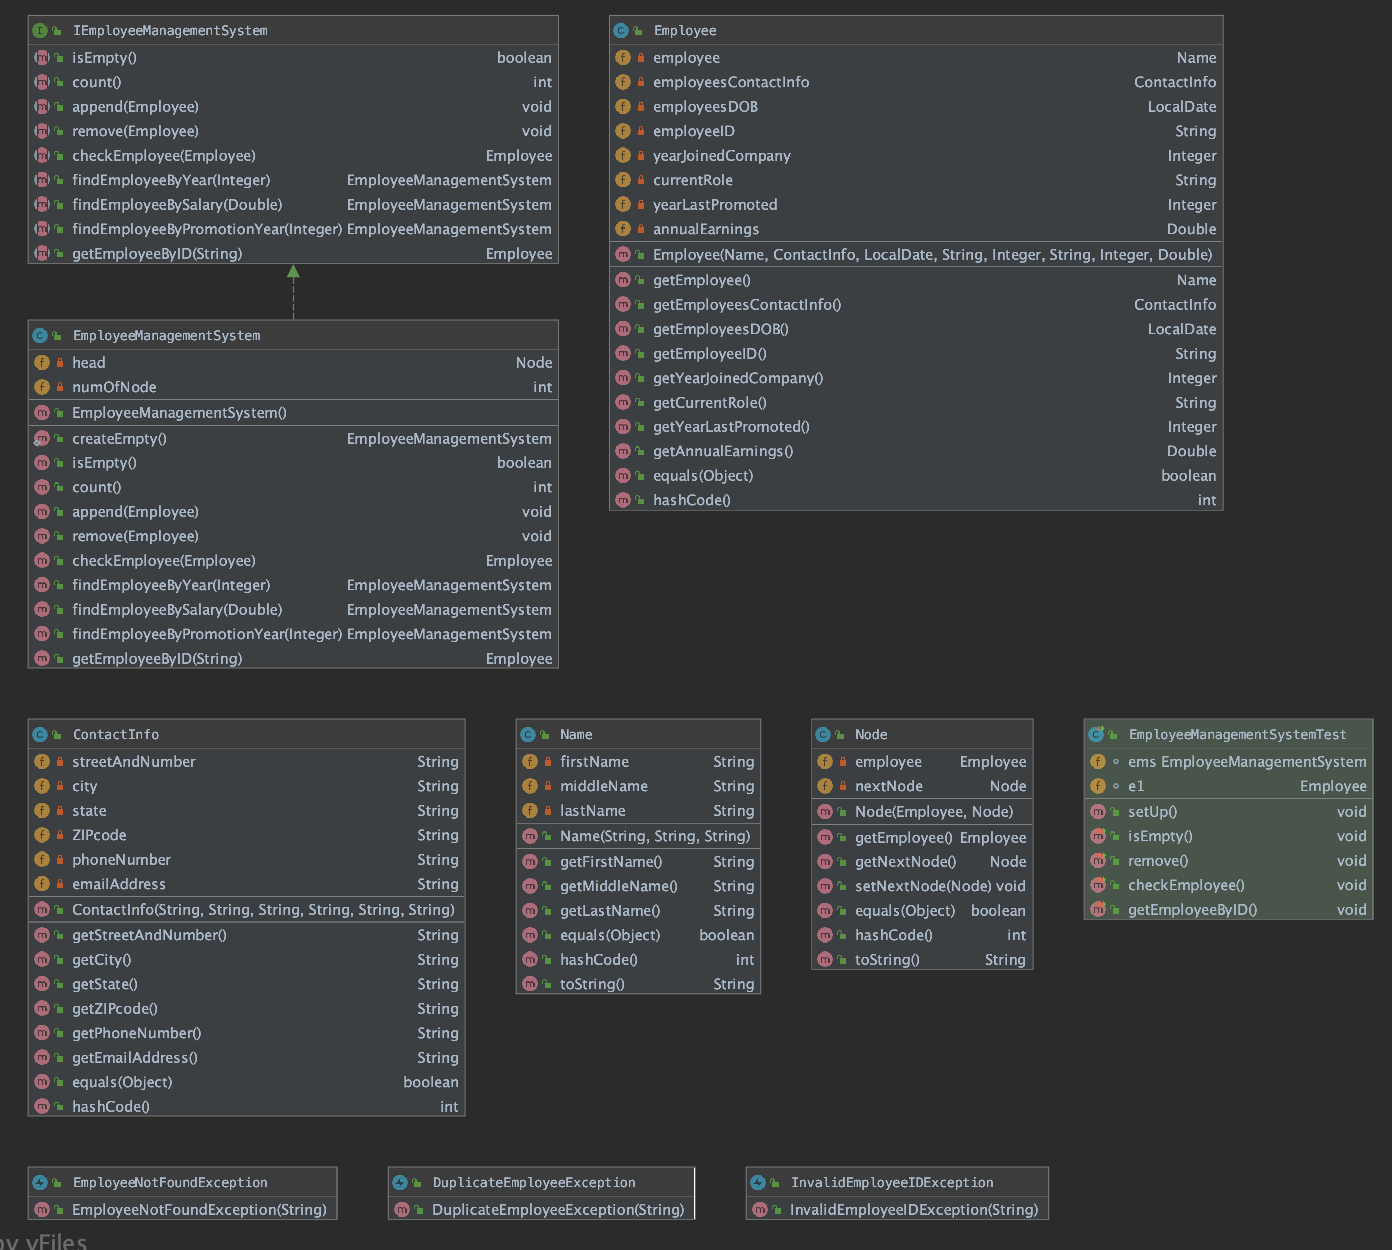 IEmployeeManagementSystem
isEmpty() boolean
count() int
append(Employee) void
remove(Employee) void
checkEmployee(Employee) Employee
findEmployeeByYear(Integer) EmployeeManagementSystem
findEmployeeBySalary(Double) EmployeeManagementSystem
findEmployeeByPromotionYear(Integer) EmployeeManagementSystem
getEmployeeByID(String) Employee
Employee
employee Name
employeesContactInfo ContactInfo
employeesDOB LocalDate
employeeID String
yearJoinedCompany Integer
currentRole String
yearLastPromoted Integer
annualEarnings Double
Employee(Name, ContactInfo, LocalDate, String, Integer, String, Integer, Double)
getEmployee() Name
getEmployeesContactInfo() ContactInfo
getEmployeesDOB() LocalDate
getEmployeeID() String
getYearJoinedCompany() Integer
getCurrentRole() String
getYearLastPromoted() Integer
getAnnualEarnings() Double
equals(Object) boolean
hashCode() int
EmployeeManagementSystem
head Node
numOfNode int
EmployeeManagementSystem()
createEmpty() EmployeeManagementSystem
isEmpty() boolean
count() int
append(Employee) void
remove(Employee) void
checkEmployee(Employee) Employee
findEmployeeByYear(Integer) EmployeeManagementSystem
findEmployeeBySalary(Double) EmployeeManagementSystem
findEmployeeByPromotionYear(Integer) EmployeeManagementSystem
getEmployeeByID(String) Employee
ContactInfo
streetAndNumber String
city String
state String
ZIPcode String
phoneNumber String
emailAddress String
ContactInfo(String, String, String, String, String, String)
getStreetAndNumber() String
getCity() String
getState() String
getZIPcode() String
getPhoneNumber() String
getEmailAddress() String
equals(Object) boolean
hashCode() int
Name
firstName String
middleName String
lastName String
Name(String, String, String)
getFirstName() String
getMiddleName() String
getLastName() String
equals(Object) boolean
hashCode() int
toString() String
Node
employee Employee
nextNode Node
Node(Employee, Node)
getEmployee() Employee
getNextNode() Node
setNextNode(Node) void
equals(Object) boolean
hashCode() int
toString() String
EmployeeManagementSystemTest
ems EmployeeManagementSystem
e1 Employee
setUp() void
isEmpty() void
remove() void
checkEmployee() void
getEmployeeByID() void
EmployeeNotFoundException
EmployeeNotFoundException(String)
DuplicateEmployeeException
DuplicateEmployeeException(String)
InvalidEmployeeIDException
InvalidEmployeeIDException(String)
by yFiles